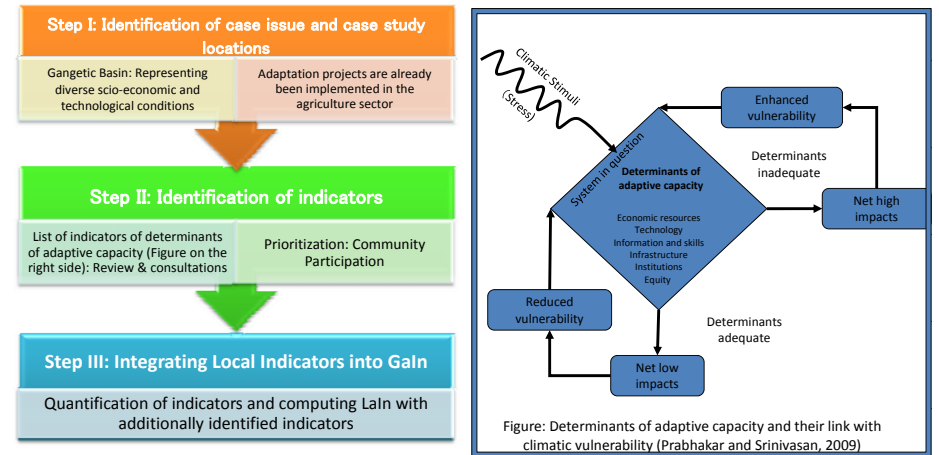 Step I: Identification of case issue and case study
locations
Gangetic Basin: Representing
diverse socio-economic and
technological conditions
Adaptation projects are already
been implemented in the
agriculture sector
Step II: Identification of indicators
List of indicators of determinants
of adaptive capacity (Figure on the
right side): Review & consultations
Prioritization: Community
Participation
Step III: Integrating Local Indicators into GaIn
Quantification of indicators and computing LaIn with
additionally identified indicators
Climatic Stimuli
(Stress)
System in question
Determinants of
adaptive capacity
Economic resources
Technology
Information and skills
Infrastructure
Institutions
Equity
Enhanced
vulnerability
Determinants
inadequate
Net high
impacts
Reduced
vulnerability
Determinants
adequate
Net low
impacts
Figure: Determinants of adaptive capacity and their link with
climatic vulnerability (Prabhakar and Srinivasan, 2009)